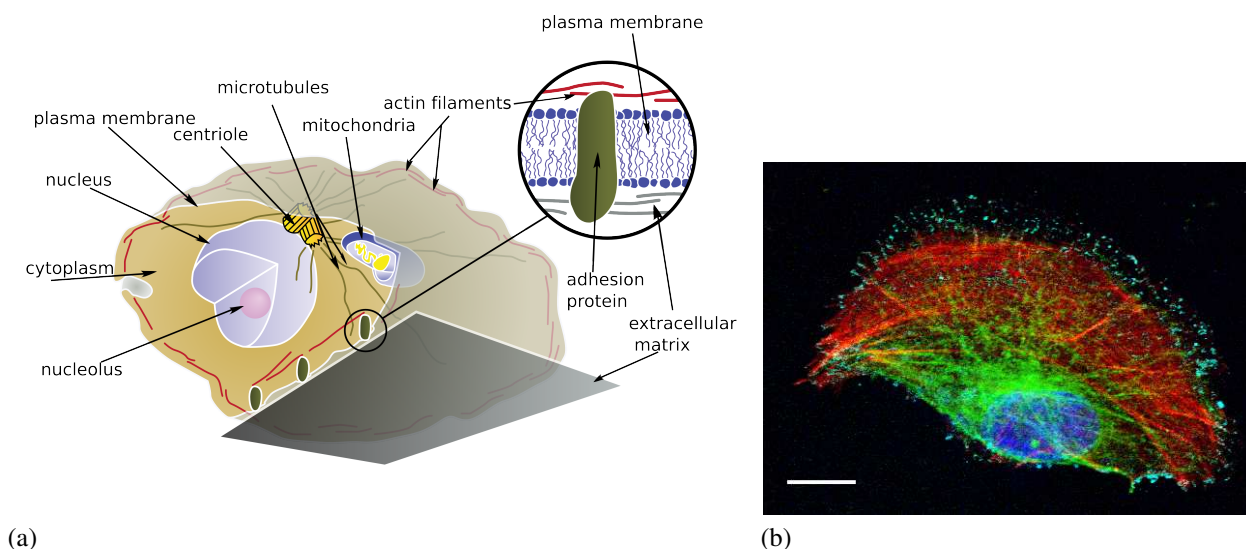 plasma membrane
microtubules
actin filaments
plasma membrane
centriole
mitochondria
nucleus
cytoplasm
adhesion
protein
extracellular
matrix
nucleolus
(a)
(b)